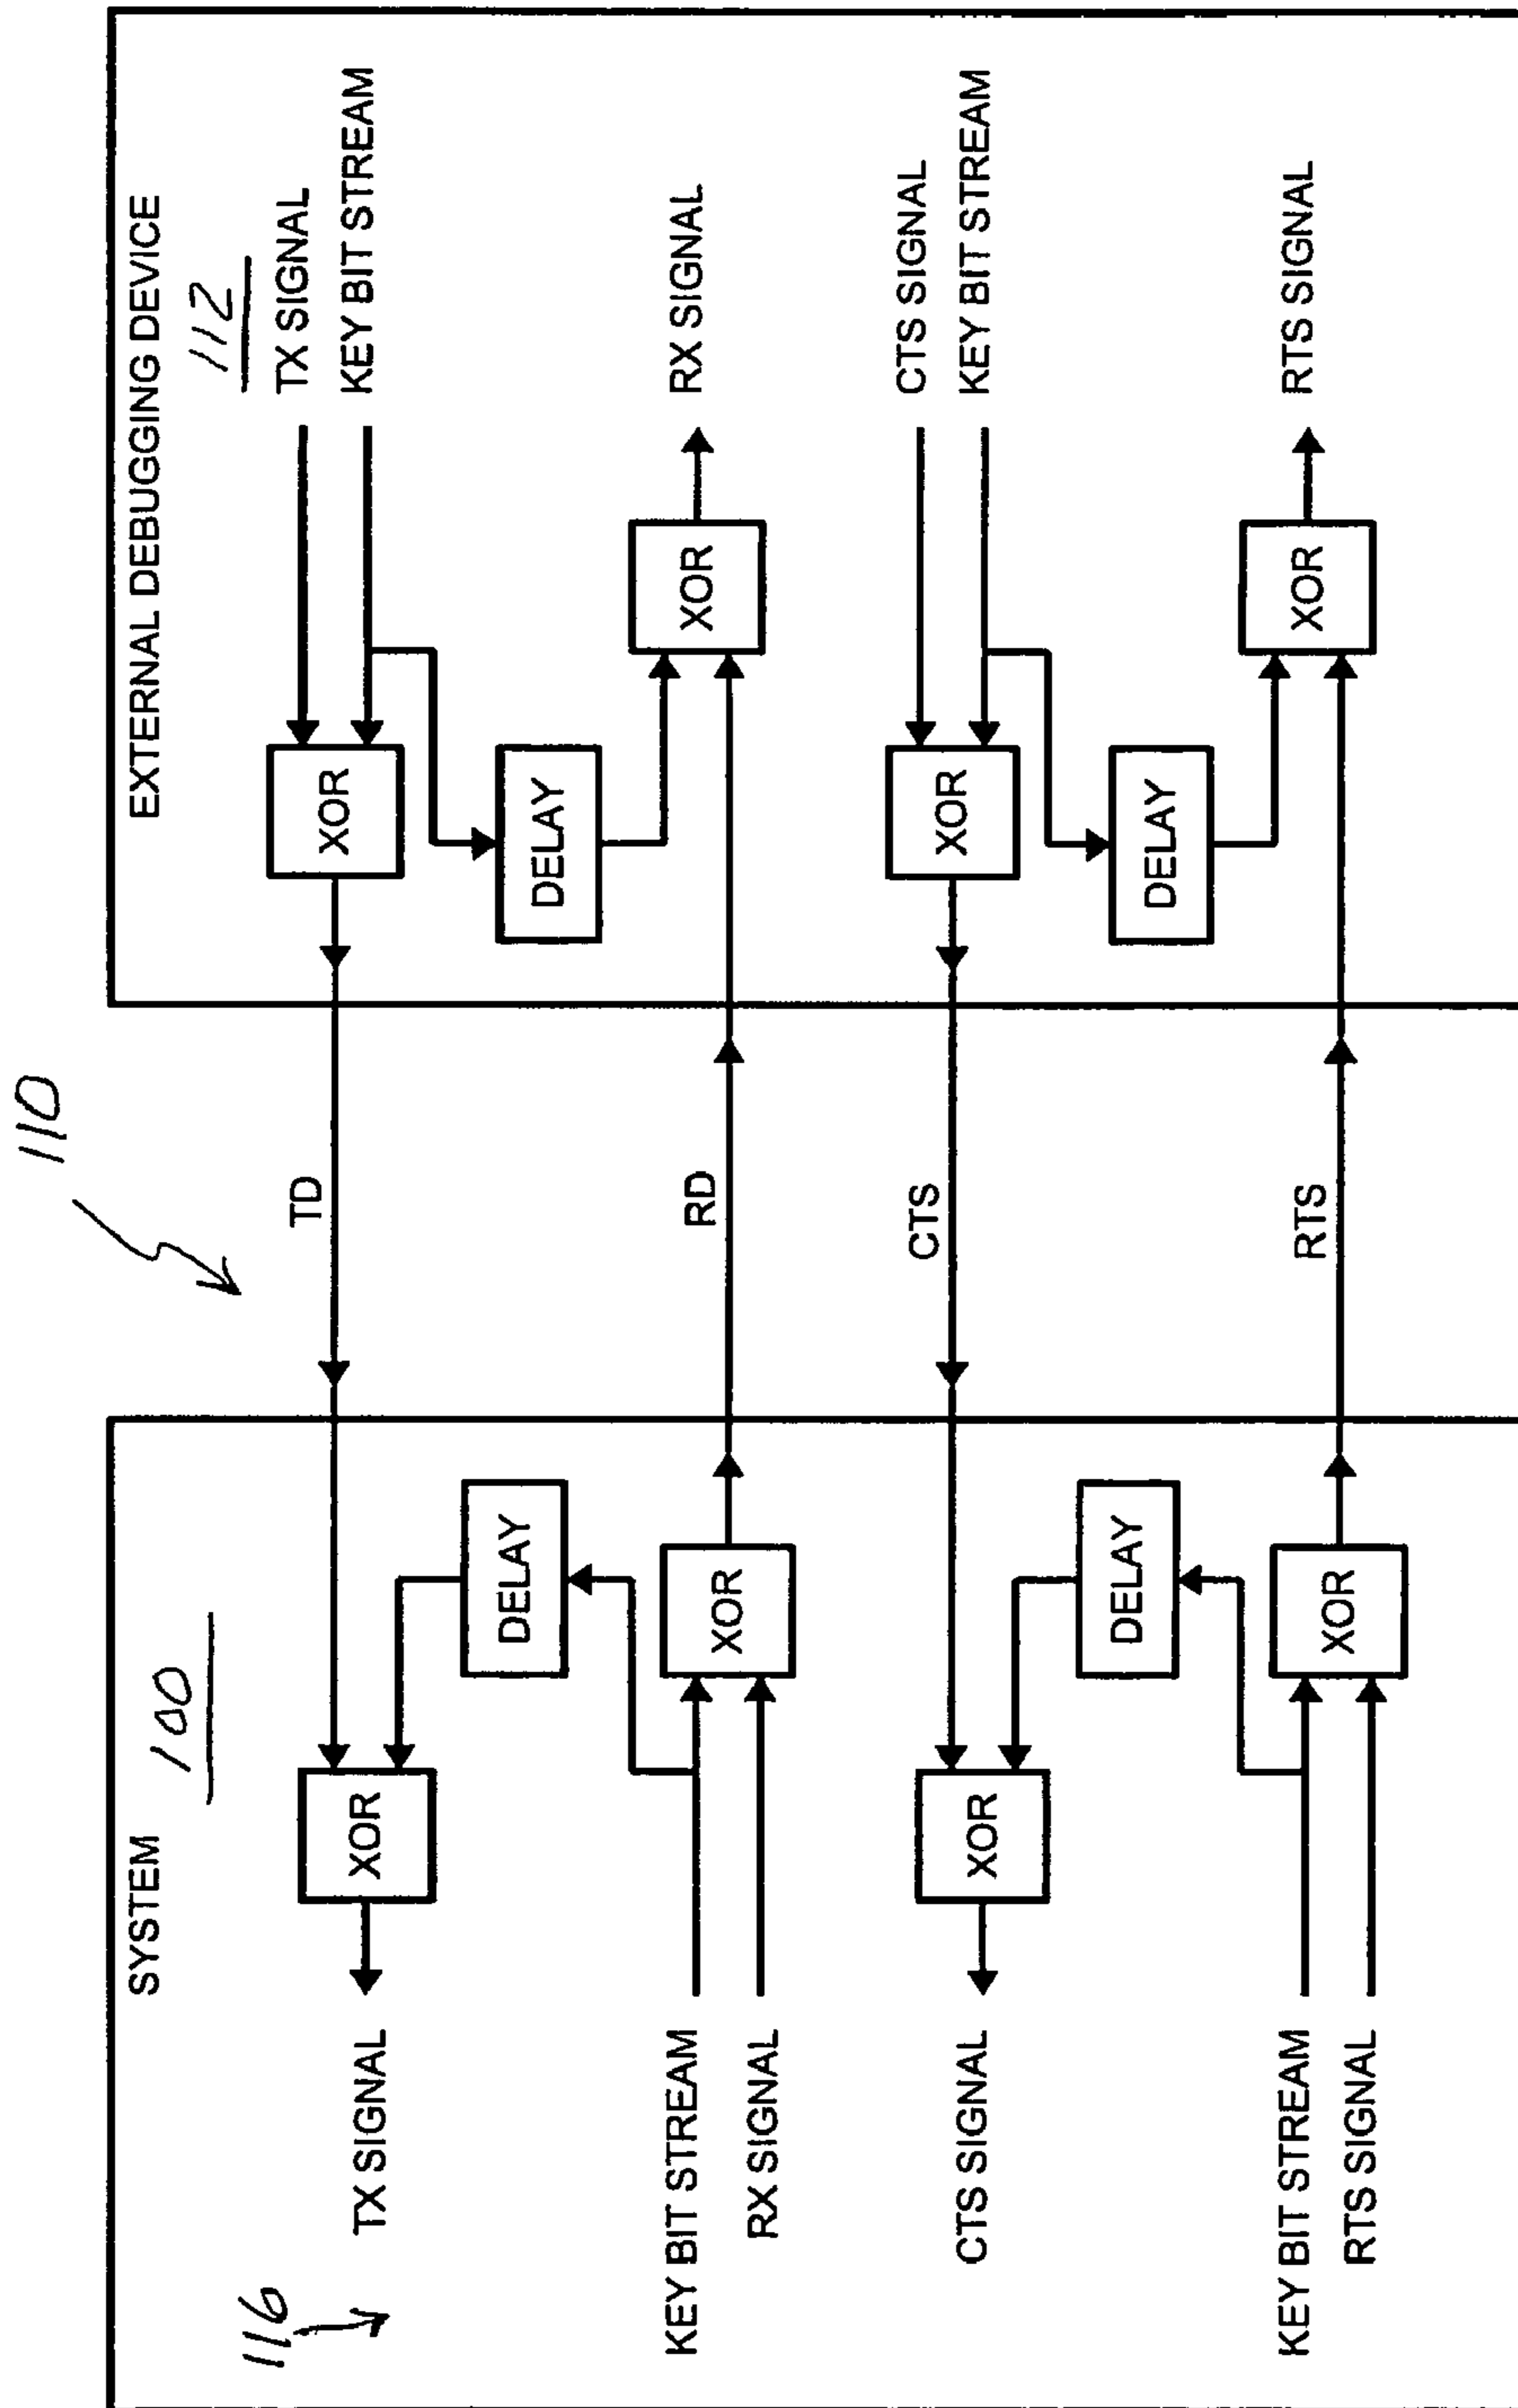 110
SYSTEM
100
116
TX SIGNAL
XOR
DELAY
KEY BIT STREAM
RX SIGNAL
XOR
CTS SIGNAL
XOR
DELAY
KEY BIT STREAM
RTS SIGNAL
XOR
TD
RD
CTS
RTS
EXTERNAL DEBUGGING DEVICE
112
TX SIGNAL
KEY BIT STREAM
XOR
DELAY
XOR
RX SIGNAL
CTS SIGNAL
KEY BIT STREAM
XOR
DELAY
XOR
RTS SIGNAL